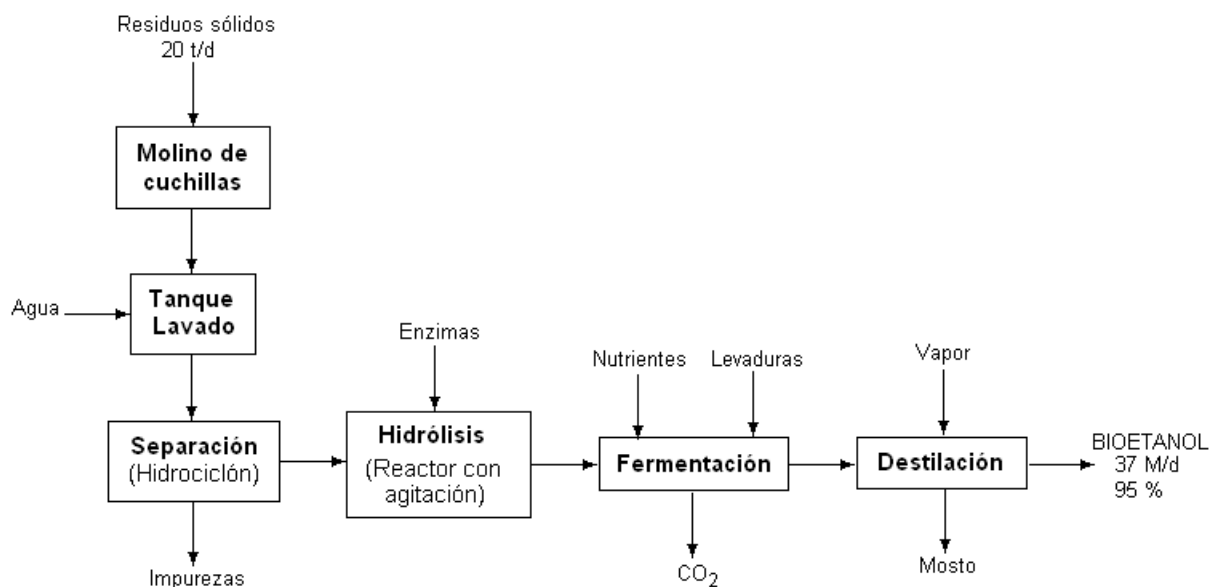 Residuos sólidos
20 t/d
Molino de
cuchillas
Agua
Tanque
Lavado
Separación
(Hidrociclón)
Impurezas
Enzimas
Hidrólisis
(Reactor con
agitación)
Nutrientes
Levaduras
Fermentación
CO2
Vapor
Destilación
Mosto
BIOETANOL
37 M/d
95 %